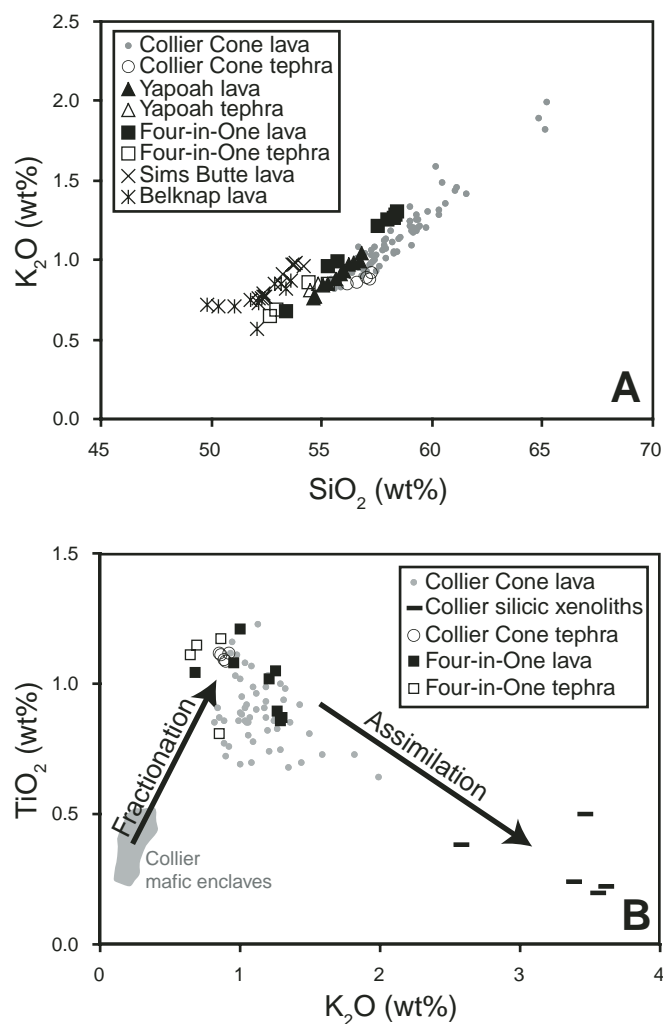 2.5
2.0
1.5
1.0
0.5
0.0
K₂O (wt%)
Collier Cone lava
Collier Cone tephra
Yapoah lava
Yapoah tephra
Four-in-One lava
Four-in-One tephra
Sims Butte lava
Belknap lava
A
45 50 55 60 65 70
SiO₂ (wt%)
1.5
1.0
0.5
0.0
TiO₂ (wt%)
Collier Cone lava
Collier silicic xenoliths
Collier Cone tephra
Four-in-One lava
Four-in-One tephra
Fractionation
Assimilation
Collier
mafic enclaves
B
0 1 2 3 4
K₂O (wt%)